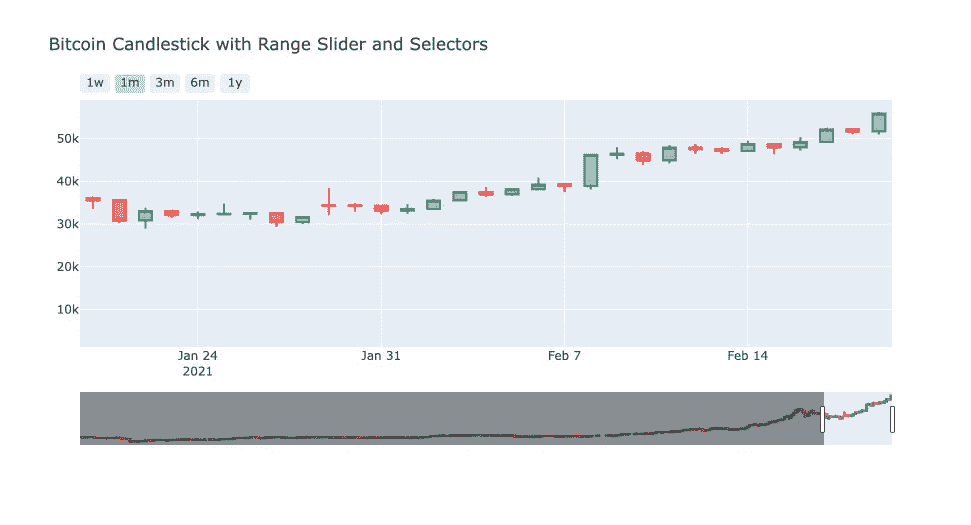 Bitcoin Candlestick with Range Slider and Selectors
1w 1m 3m 6m 1y
50k
40k
30k
20k
10k
Jan 24 Jan 31 Feb 7 Feb 14
2021